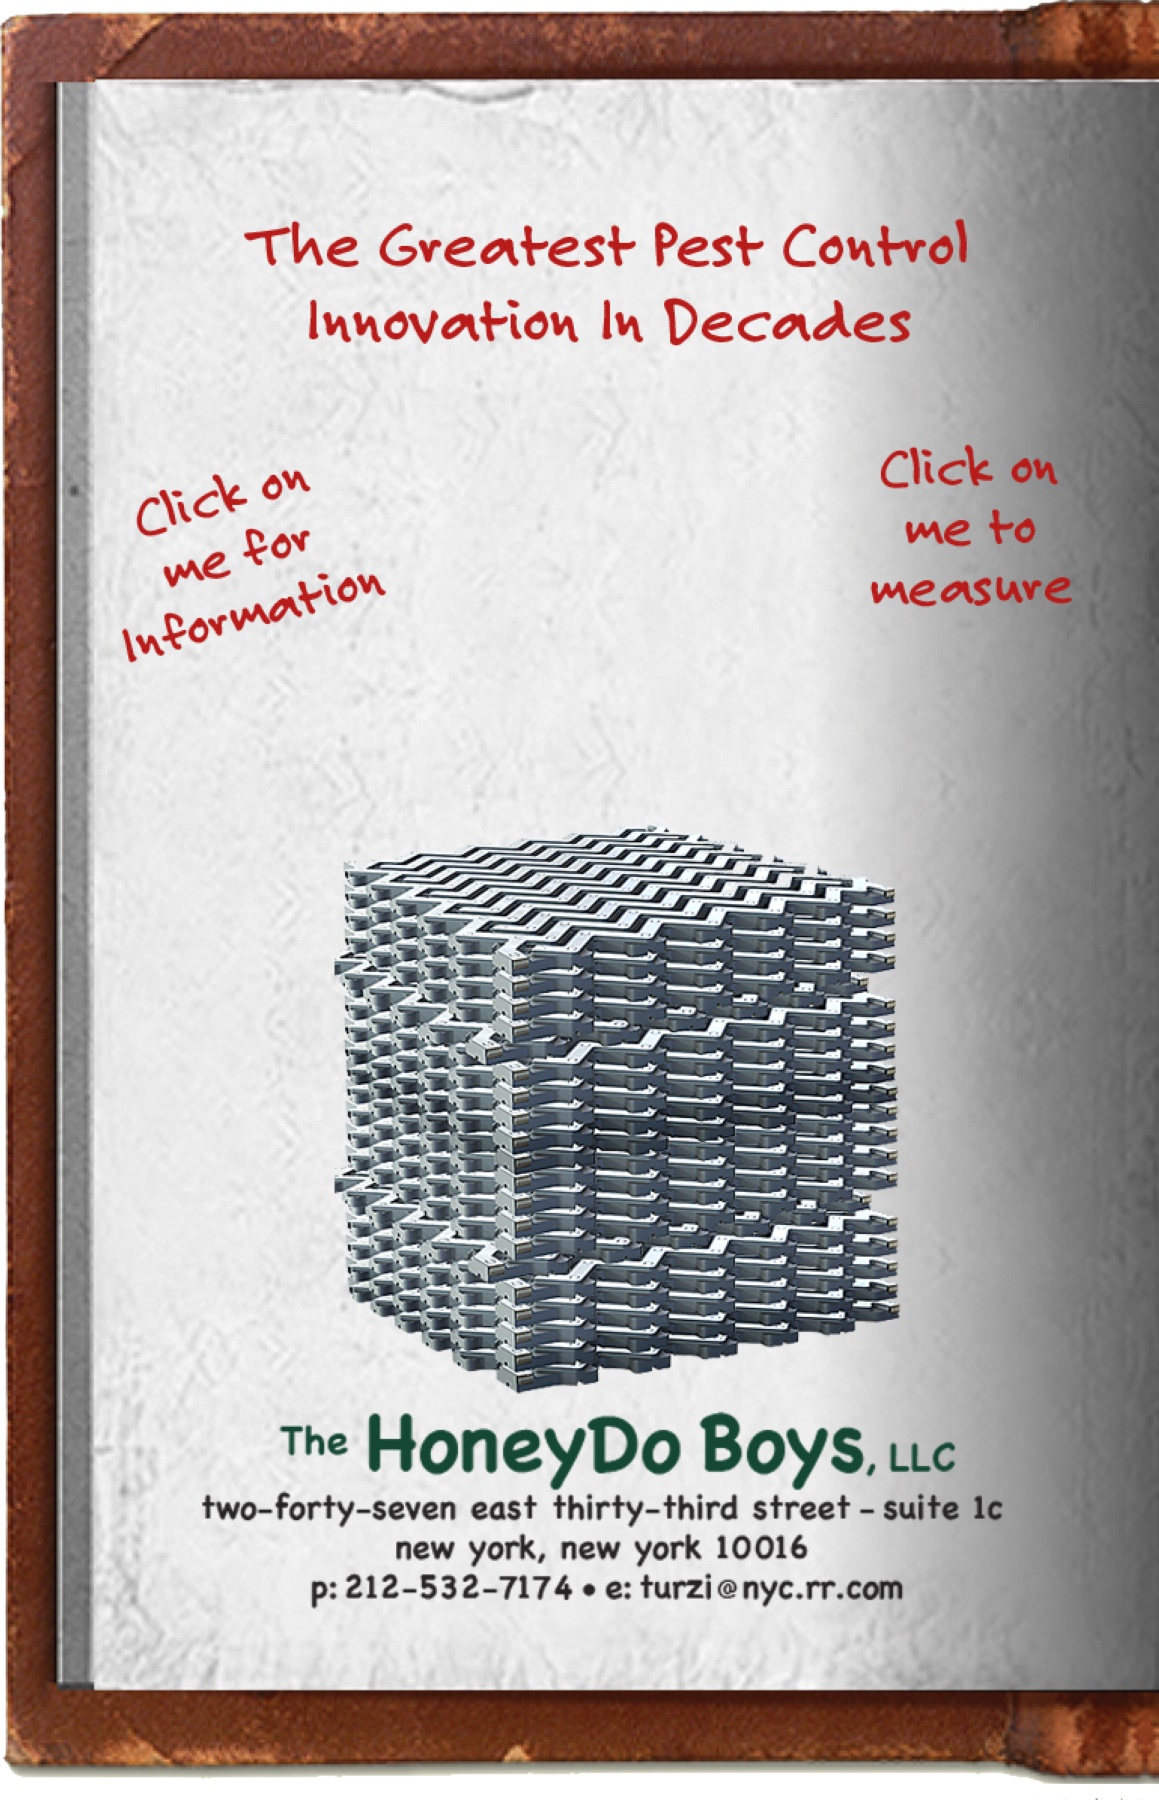 The Greatest Pest Control
Innovation In Decades
Click on
me for
Information
Click on
me to
measure
The HoneyDo Boys, LLC
two-forty-seven east thirty-third street - suite 1c
new york, new york 10016
p: 212-532-7174 • e: turzi@nyc.rr.com